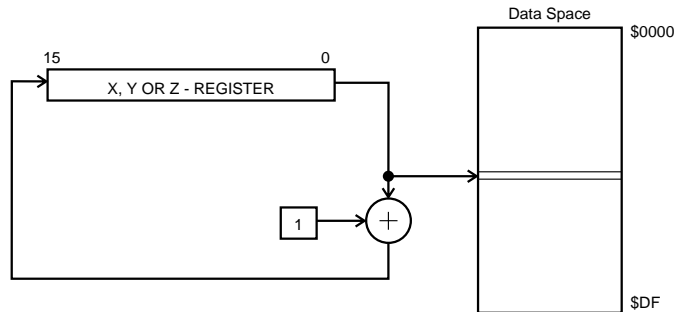 Data Space
$0000
15
0
X, Y OR Z - REGISTER
1
+
$DF